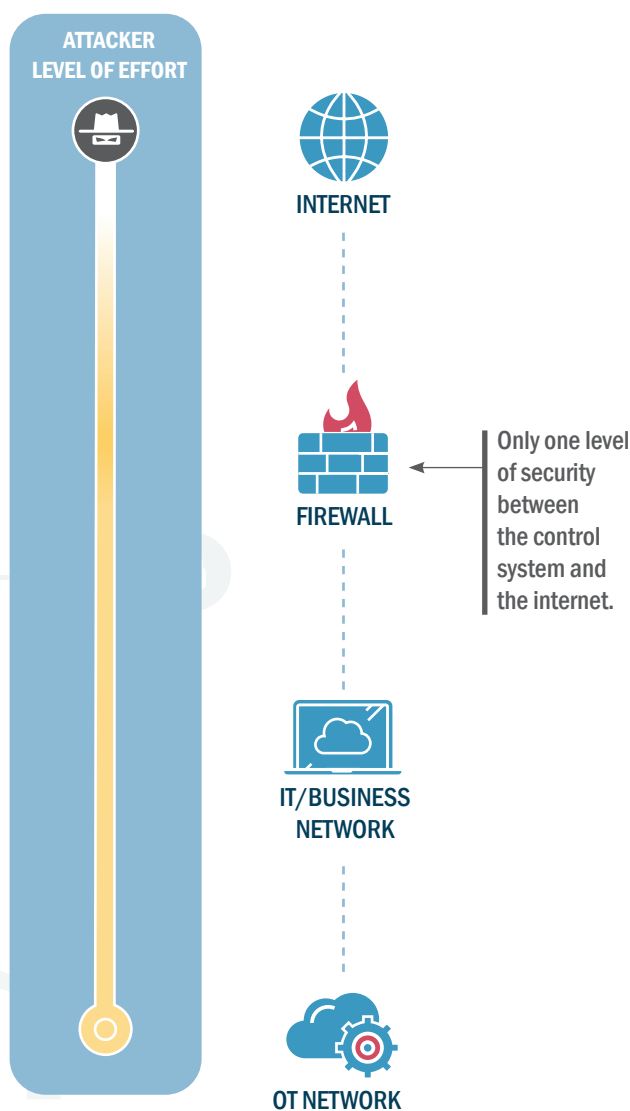 ATTACKER
LEVEL OF EFFORT
INTERNET
FIREWALL
Only one level
of security
between
the control
system and
the internet.
IT/BUSINESS
NETWORK
OT NETWORK